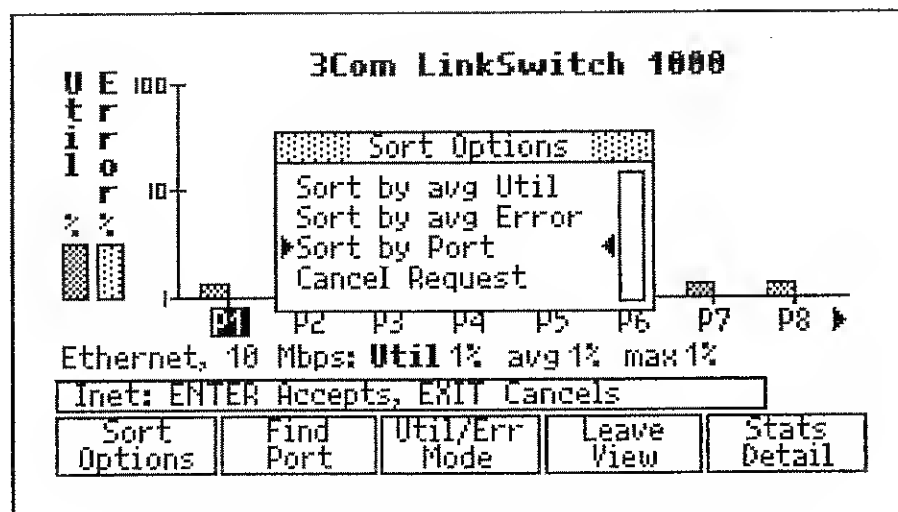 3Com LinkSwitch 1000
Util % Error %
100
10
1
Sort Options
Sort by avg Util
Sort by avg Error
Sort by Port
Cancel Request
P1 P2 P3 P4 P5 P6 P7 P8
Ethernet, 10 Mbps: Util 1% avg 1% max 1%
Inet: ENTER Accepts, EXIT Cancels
Sort Options
Find Port
Util/Err Mode
Leave View
Stats Detail